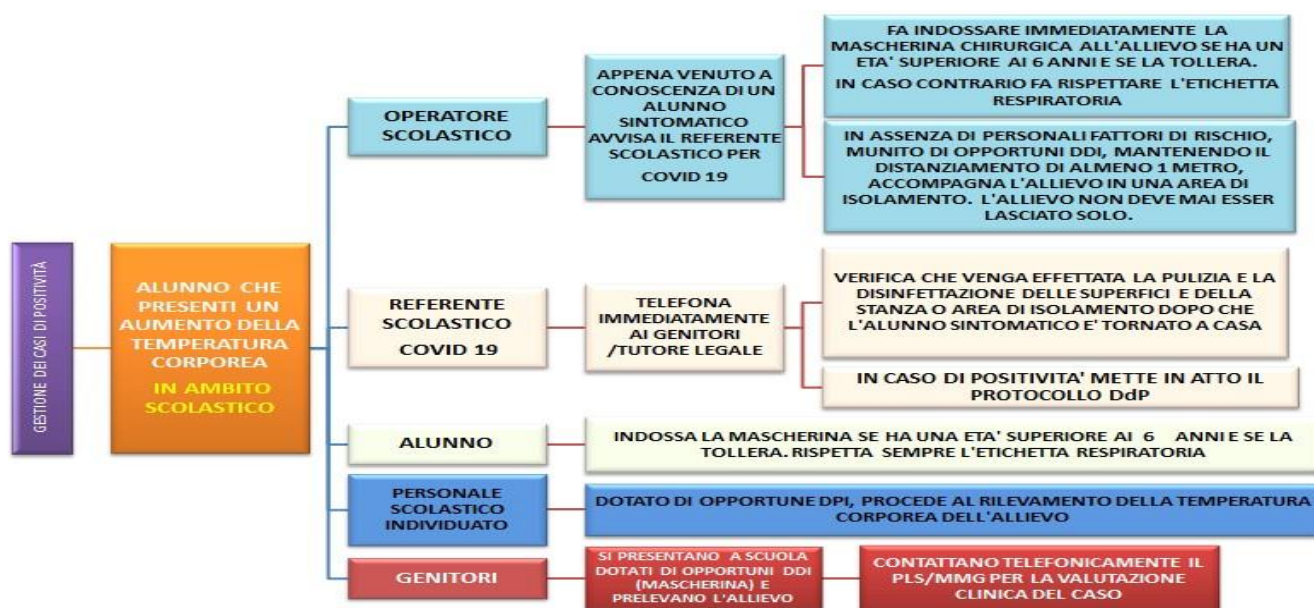 GESTIONE DEI CASI DI POSITIVITÀ
ALUNNO CHE
PRESENTI UN
AUMENTO DELLA
TEMPERATURA
CORPOREA
IN AMBITO
SCOLASTICO
OPERATORE
SCOLASTICO
APPENA VENUTO A
CONOSCENZA DI UN
ALUNNO
SINTOMATICO
AVVISA IL REFERENTE
SCOLASTICO PER
COVID 19
FA INDOSSARE IMMEDIATAMENTE LA
MASCHERINA CHIRURGICA ALL'ALLIEVO SE HA UN
ETA' SUPERIORE AI 6 ANNI E SE LA TOLLERA.
IN CASO CONTRARIO FA RISPETTARE L'ETICHETTA
RESPIRATORIA
IN ASSENZA DI PERSONALI FATTORI DI RISCHIO,
MUNITO DI OPPORTUNI DDI, MANTENENDO IL
DISTANZIAMENTO DI ALMENO 1 METRO,
ACCOMPAGNA L'ALLIEVO IN UNA AREA DI
ISOLAMENTO. L'ALLIEVO NON DEVE MAI ESSER
LASCIATO SOLO.
REFERENTE
SCOLASTICO
COVID 19
TELEFONA
IMMEDIATAMENTE
AI GENITORI
/TUTORE LEGALE
VERIFICA CHE VENGA EFFETTATA LA PULIZIA E LA
DISINFETTAZIONE DELLE SUPERFICI E DELLA
STANZA O AREA DI ISOLAMENTO DOPO CHE
L'ALUNNO SINTOMATICO E' TORNATO A CASA
IN CASO DI POSITIVITA' METTE IN ATTO IL
PROTOCOLLO DdP
ALUNNO
INDOSSA LA MASCHERINA SE HA UNA ETA' SUPERIORE AI 6 ANNI E SE LA
TOLLERA. RISPETTA SEMPRE L'ETICHETTA RESPIRATORIA
PERSONALE
SCOLASTICO
INDIVIDUATO
DOTATO DI OPPORTUNE DPI, PROCEDE AL RILEVAMENTO DELLA TEMPERATURA
CORPOREA DELL'ALLIEVO
GENITORI
SI PRESENTANO A SCUOLA
DOTATI DI OPPORTUNI DDI
(MASCHERINA) E
PRELEVANO L'ALLIEVO
CONTATTANO TELEFONICAMENTE IL
PLS/MMG PER LA VALUTAZIONE
CLINICA DEL CASO